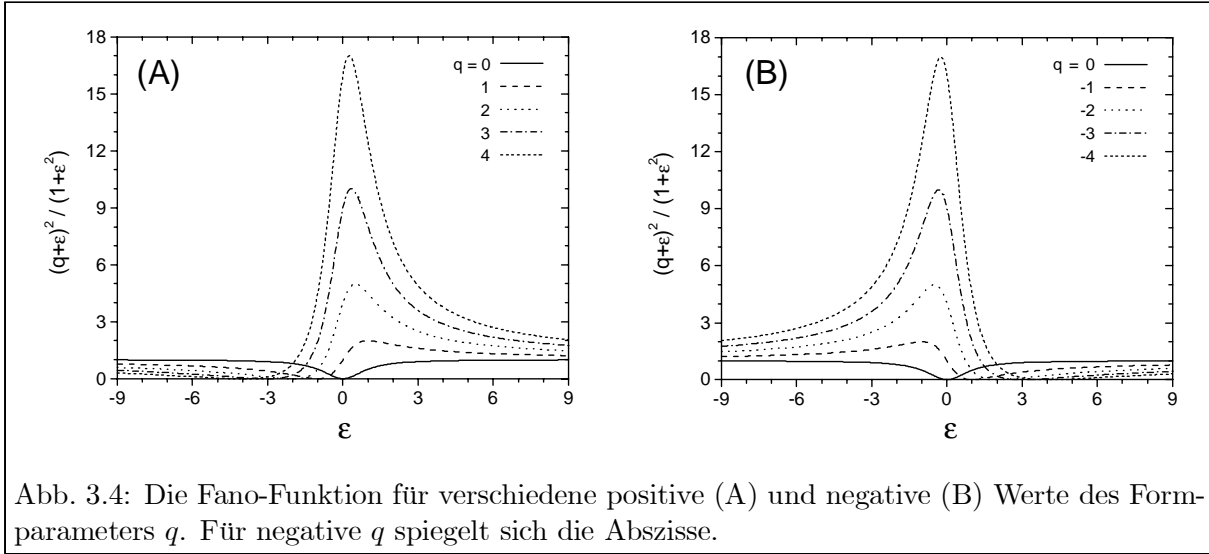 (A)
q = 0
1
2
3
4
18
15
12
9
6
3
0
(q+ε)² / (1+ε²)
-9 -6 -3 0 3 6 9
ε
(B)
q = 0
-1
-2
-3
-4
18
15
12
9
6
3
0
(q+ε)² / (1+ε²)
-9 -6 -3 0 3 6 9
ε
Abb. 3.4: Die Fano-Funktion für verschiedene positive (A) und negative (B) Werte des Form-
parameters q. Für negative q spiegelt sich die Abszisse.